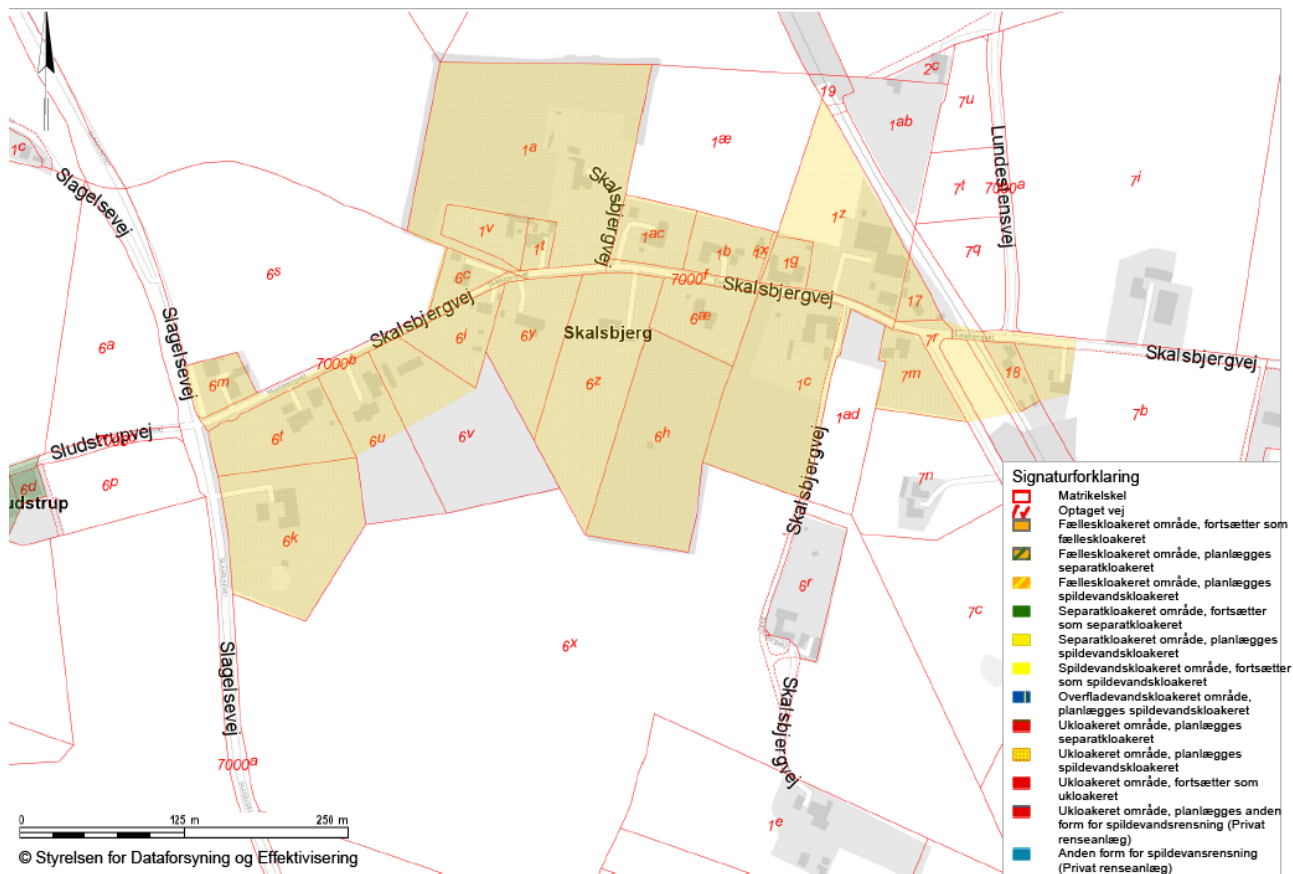 19
2c
7u
1ab
1æ
1a
1c
Slagelsevej
Lundestensvej
7t
7000a
7i
Skalsbjergvej
1z
1v
1t
1ac
1b
1x
1g
7q
6s
6c
7000f
Skalsbjergvej
17
Slagelsevej
Skalsbjergvej
6i
6y
Skalsbjerg
6æ
7r
Skalsbjergvej
6a
7000b
6m
6z
1c
7m
18
1ad
7b
Sludstrupvej
6t
6u
6v
6h
6p
6d
udstrup
Skalsbjergvej
7n
6k
6r
7c
Slagelsevej
6x
Skalsbjergvej
7000a
1e
0 125 m 250 m
© Styrelsen for Dataforsyning og Effektivisering
Signaturforklaring
Matrikelskel
Optaget vej
Fælleskloakeret område, fortsætter som
fælleskloakeret
Fælleskloakeret område, planlægges
separatkloakeret
Fælleskloakeret område, planlægges
spildevandskloakeret
Separatkloakeret område, fortsætter
som separatkloakeret
Separatkloakeret område, planlægges
spildevandskloakeret
Spildevandskloakeret område, fortsætter
som spildevandskloakeret
Overfladevandskloakeret område,
planlægges spildevandskloakeret
Ukloakeret område, planlægges
separatkloakeret
Ukloakeret område, planlægges
spildevandskloakeret
Ukloakeret område, fortsætter som
ukloakeret
Ukloakeret område, planlægges anden
form for spildevandsrensning (Privat
renseanlæg)
Anden form for spildevansrensning
(Privat renseanlæg)